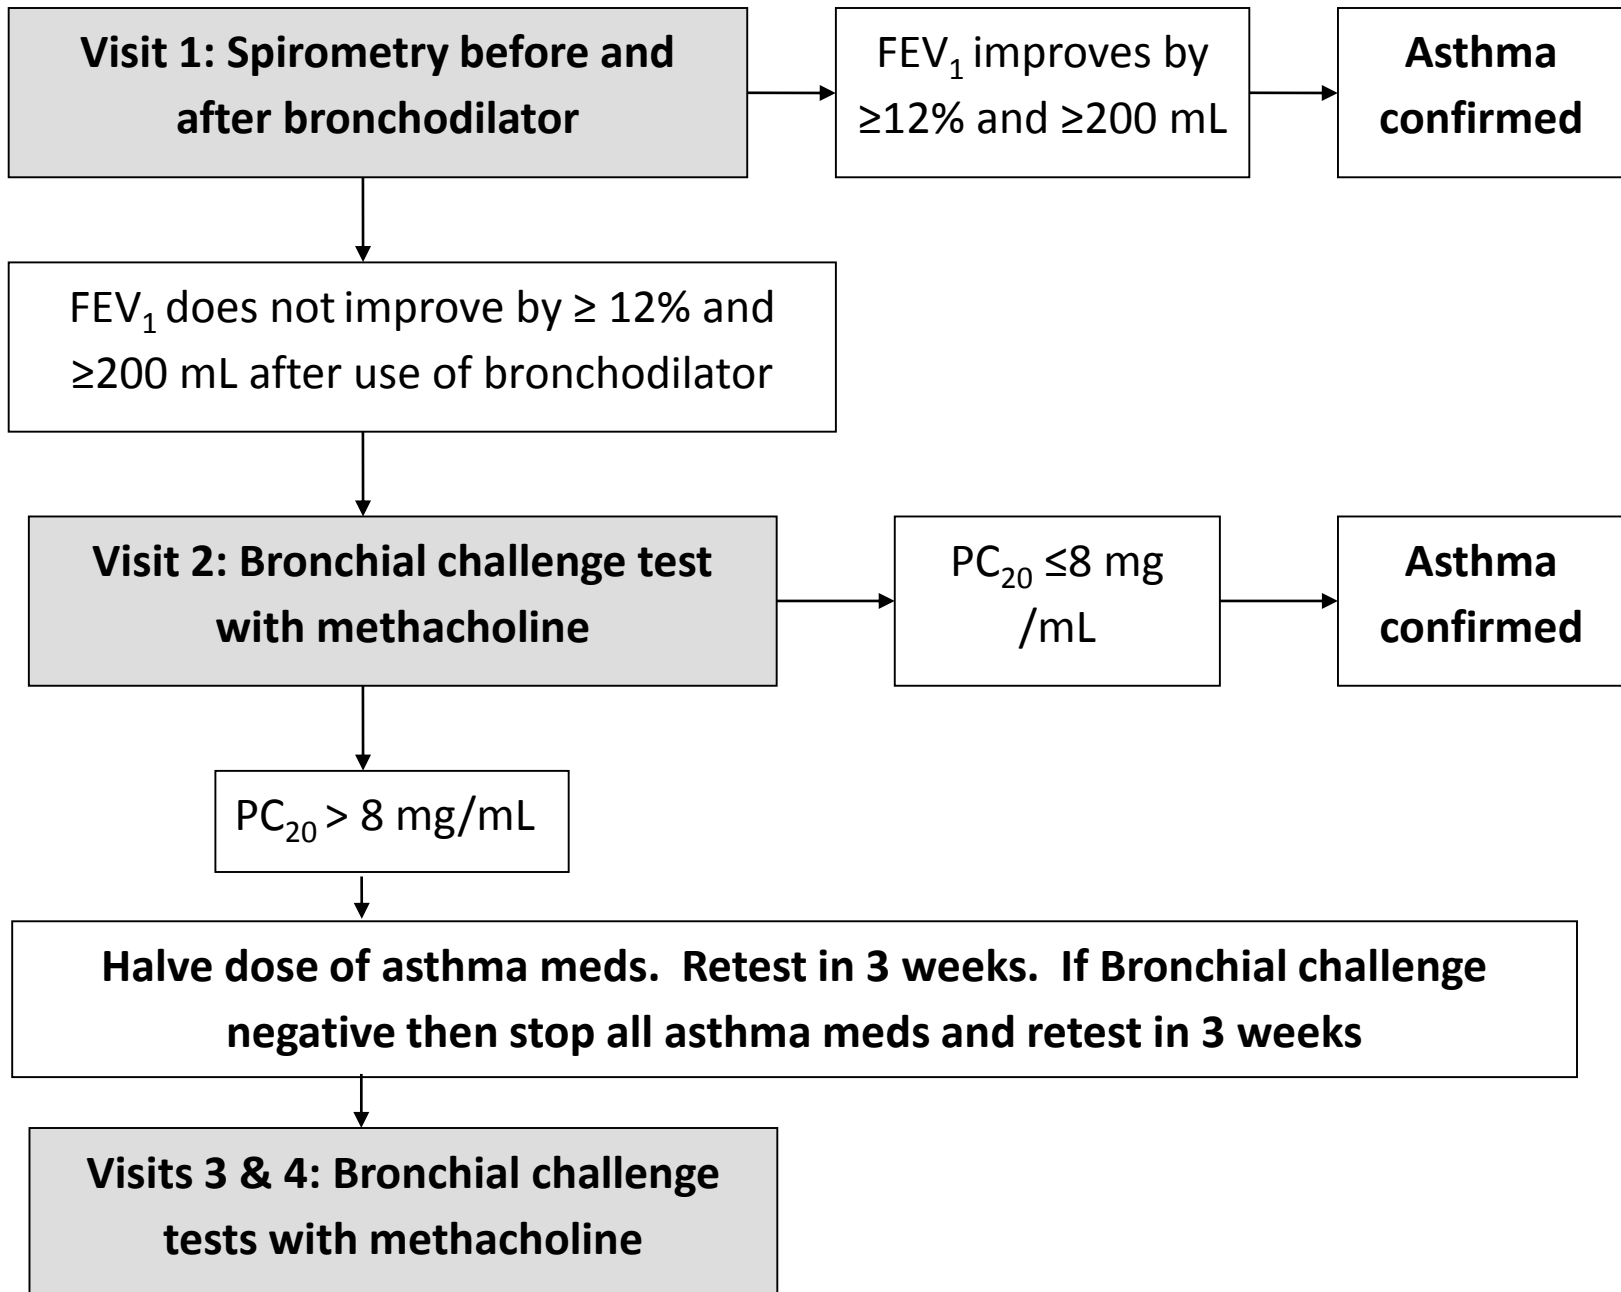 Visit 1: Spirometry before and
after bronchodilator
FEV₁ improves by
≥12% and ≥200 mL
Asthma
confirmed
FEV₁ does not improve by ≥ 12% and
≥200 mL after use of bronchodilator
Visit 2: Bronchial challenge test
with methacholine
PC₂₀ ≤8 mg
/mL
Asthma
confirmed
PC₂₀ > 8 mg/mL
Halve dose of asthma meds.  Retest in 3 weeks.  If Bronchial challenge
negative then stop all asthma meds and retest in 3 weeks
Visits 3 & 4: Bronchial challenge
tests with methacholine